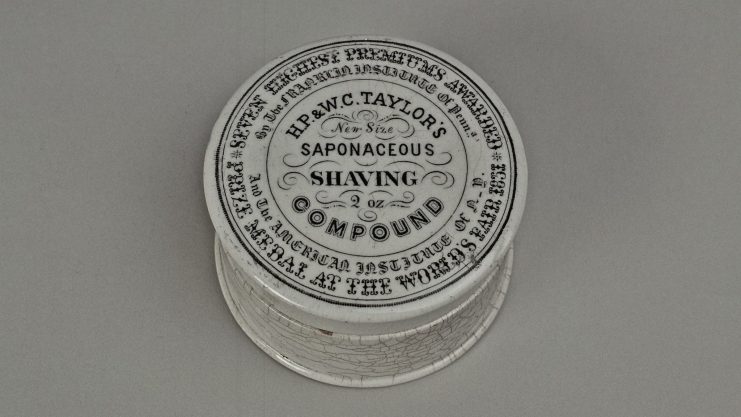 SEVEN HIGHEST PREMIUMS AWARDED
By The FRANKLIN INSTITUTE Of Penn.a
H.P. & W.C. TAYLOR'S
New Size
SAPONACEOUS
SHAVING
2 oz
COMPOUND
And The AMERICAN INSTITUTE Of N-Y.
PRIZE MEDAL AT THE WORLDS FAIR 1851